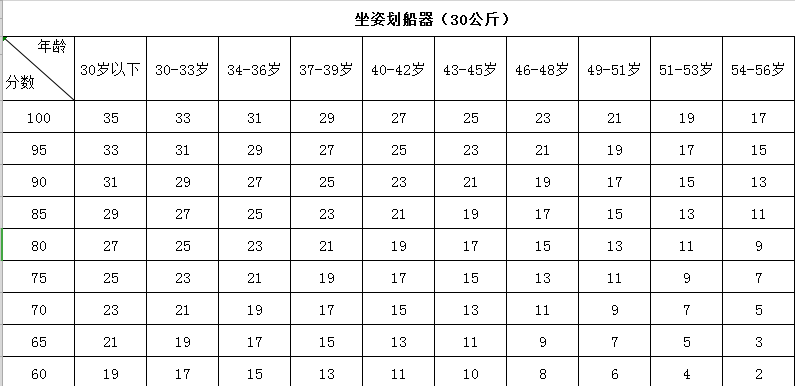 坐姿划船器（30公斤）
年龄
分数 30岁以下 30-33岁 34-36岁 37-39岁 40-42岁 43-45岁 46-48岁 49-51岁 51-53岁 54-56岁
100 35 33 31 29 27 25 23 21 19 17
95 33 31 29 27 25 23 21 19 17 15
90 31 29 27 25 23 21 19 17 15 13
85 29 27 25 23 21 19 17 15 13 11
80 27 25 23 21 19 17 15 13 11 9
75 25 23 21 19 17 15 13 11 9 7
70 23 21 19 17 15 13 11 9 7 5
65 21 19 17 15 13 11 9 7 5 3
60 19 17 15 13 11 10 8 6 4 2